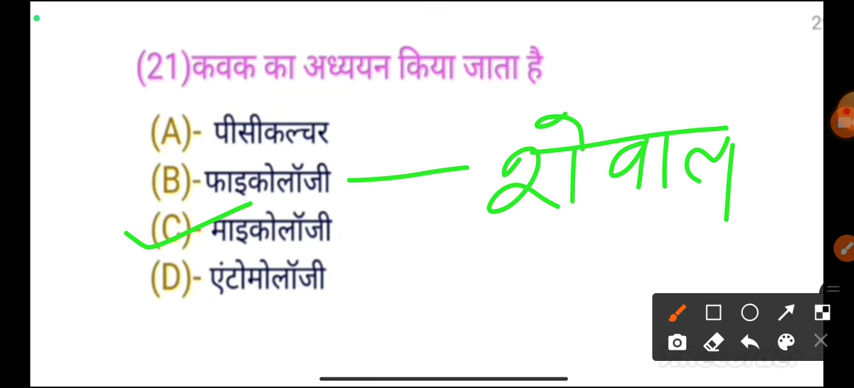 (21)कवक का अध्ययन किया जाता है
(A)- पीसीकल्चर
(B)- फाइकोलॉजी — शैवाल
(C)- माइकोलॉजी
(D)- एंटोमोलॉजी